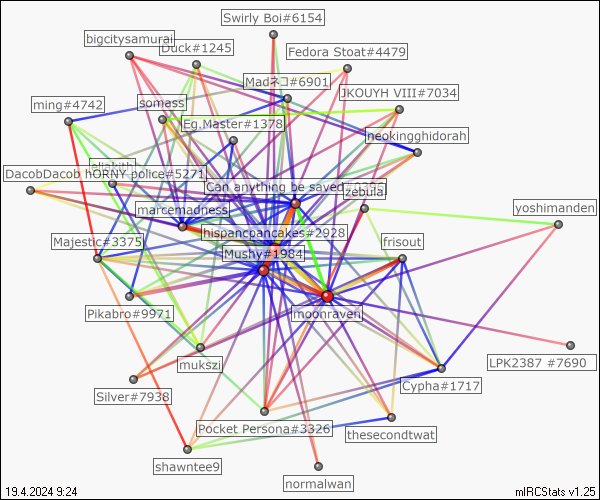 Swirly Boi#6154
bigcitysamurai
Duck#1245
Fedora Stoat#4479
Madネコ#6901
JKOUYH VIII#7034
ming#4742
somass
Eg.Master#1378
neokingghidorah
DacobDacob hORNY police#5271
Can anything be saved
zebula
marcemadness
yoshimanden
hispancpancakes#2928
Majestic#3375
Mushy#1984
frisout
Pikabro#9971
moonraven
mukszi
LPK2387 #7690
Silver#7938
Cypha#1717
Pocket Persona#3326
thesecondtwat
shawntee9
normalwan
19.4.2024 9:24
mIRCStats v1.25